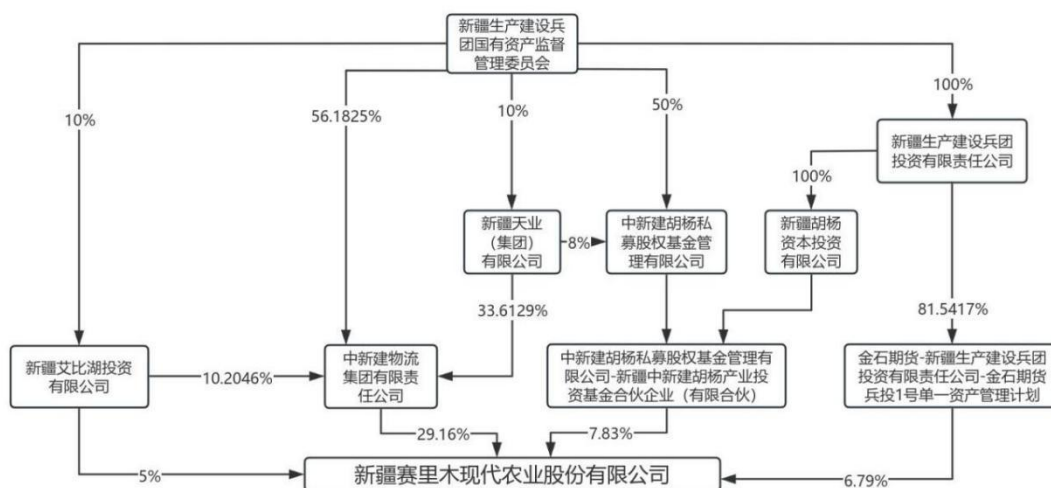 新疆生产建设兵
团国有资产监督
管理委员会
10%
56.1825%
10%
50%
100%
新疆生产建设兵团
投资有限责任公司
100%
新疆天业
（集团）
有限公司
8%
中新建胡杨私
募股权基金管
理有限公司
新疆胡杨
资本投资
有限公司
33.6129%
81.5417%
新疆艾比湖投资
有限公司
10.2046%
中新建物流
集团有限责
任公司
中新建胡杨私募股权基金管理有
限公司-新疆中新建胡杨产业投
资基金合伙企业（有限合伙）
金石期货-新疆生产建设兵团
投资有限责任公司-金石期货
兵投1号单一资产管理计划
29.16%
7.83%
5%
新疆赛里木现代农业股份有限公司
6.79%